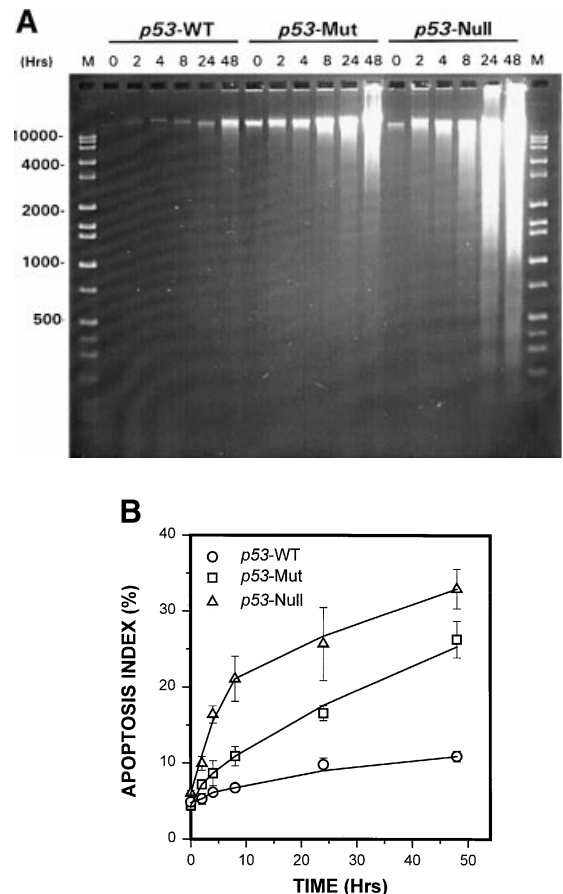 A
p53-WT p53-Mut p53-Null
(Hrs) M 0 2 4 8 24 48 0 2 4 8 24 48 0 2 4 8 24 48 M
10000-
4000-
2000-
1000-
500-
B
40
30
20
10
0
APOPTOSIS INDEX (%)
p53-WT
p53-Mut
p53-Null
0 10 20 30 40 50
TIME (Hrs)